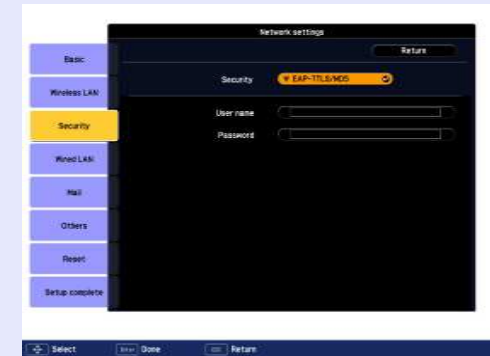 Network settings
Return
Basic
Security ▼ EAP-TTLS/MD5
Wireless LAN
User name
Security
Password
Wired LAN
Mail
Others
Reset
Setup complete
Select Enter Done Esc Return